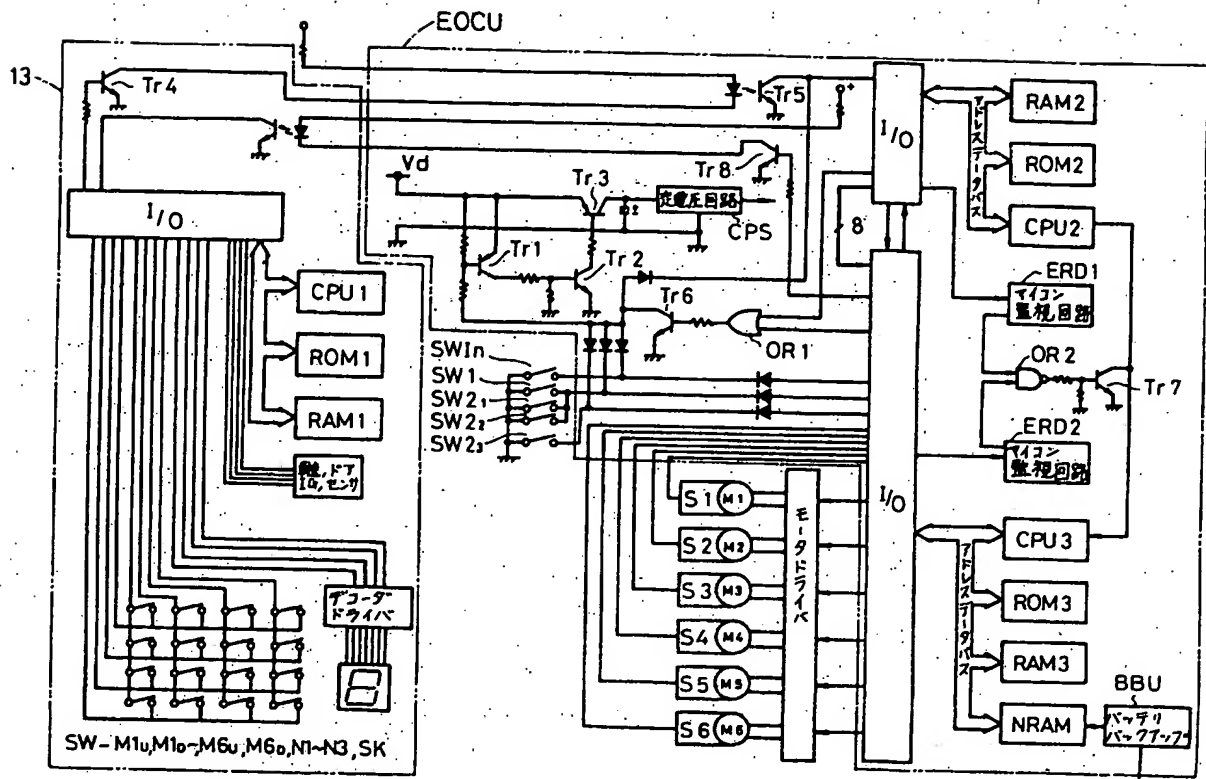 EOCU
13
Tr4
Tr5
I/O
RAM2
ROM2
CPU2
アドレスデータバス
Vd
Tr3
Tr8
定電圧回路
CPS
8
I/O
Tr1
Tr2
Tr6
OR1
ERD1
マイコン
監視回路
OR2
Tr7
ERD2
マイコン
監視回路
CPU1
ROM1
RAM1
SWIn
SW1
SW2₁
SW2₂
SW2₃
ドア
センサ
I/O
S1 M1
S2 M2
S3 M3
S4 M4
S5 M5
S6 M6
モータドライバ
CPU3
ROM3
RAM3
NRAM
アドレスデータバス
BBU
バッテリ
バックアップ
デコーダ
ドライバ
8
SW-M1u,M1D~,M6u,M6D,N1~N3,SK